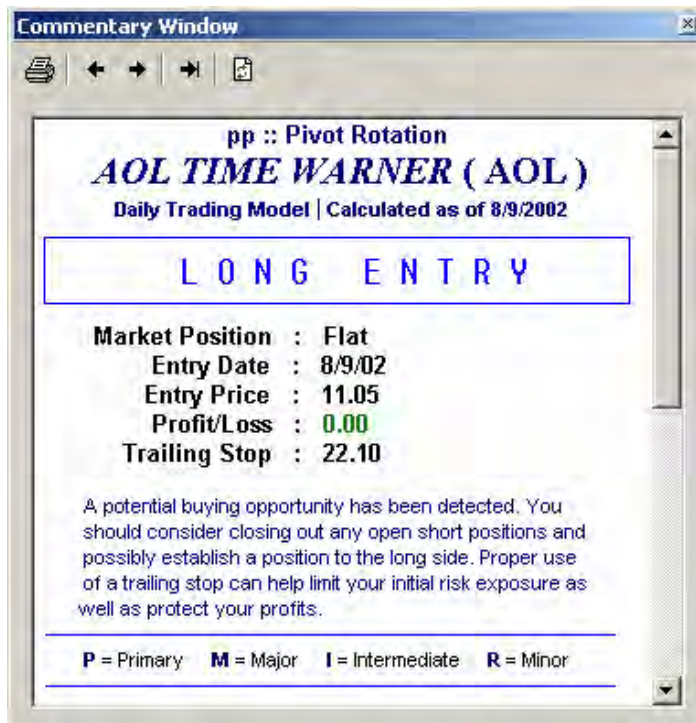 Commentary Window
pp :: Pivot Rotation
AOL TIME WARNER ( AOL )
Daily Trading Model | Calculated as of 8/9/2002
LONG ENTRY
Market Position : Flat
Entry Date : 8/9/02
Entry Price : 11.05
Profit/Loss : 0.00
Trailing Stop : 22.10
A potential buying opportunity has been detected. You
should consider closing out any open short positions and
possibly establish a position to the long side. Proper use
of a trailing stop can help limit your initial risk exposure as
well as protect your profits.
P = Primary M = Major I = Intermediate R = Minor